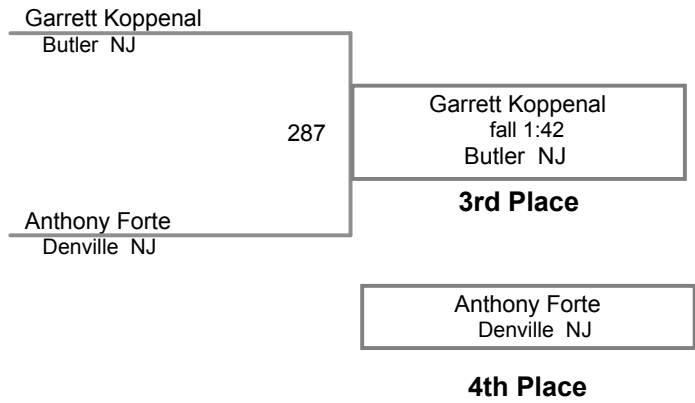 Garrett Koppenal
Butler NJ
287
Garrett Koppenal
fall 1:42
Butler NJ
3rd Place
Anthony Forte
Denville NJ
Anthony Forte
Denville NJ
4th Place